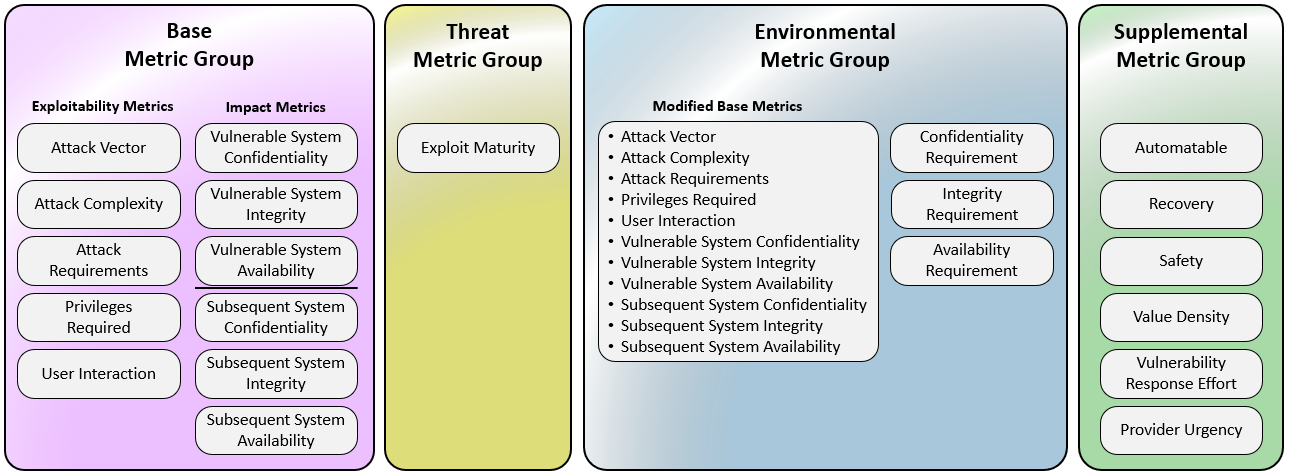 Base
Metric Group
Exploitability Metrics
Attack Vector
Attack Complexity
Attack
Requirements
Privileges
Required
User Interaction
Impact Metrics
Vulnerable System
Confidentiality
Vulnerable System
Integrity
Vulnerable System
Availability
Subsequent System
Confidentiality
Subsequent System
Integrity
Subsequent System
Availability
Threat
Metric Group
Exploit Maturity
Environmental
Metric Group
Modified Base Metrics
• Attack Vector
• Attack Complexity
• Attack Requirements
• Privileges Required
• User Interaction
• Vulnerable System Confidentiality
• Vulnerable System Integrity
• Vulnerable System Availability
• Subsequent System Confidentiality
• Subsequent System Integrity
• Subsequent System Availability
Confidentiality
Requirement
Integrity
Requirement
Availability
Requirement
Supplemental
Metric Group
Automatable
Recovery
Safety
Value Density
Vulnerability
Response Effort
Provider Urgency